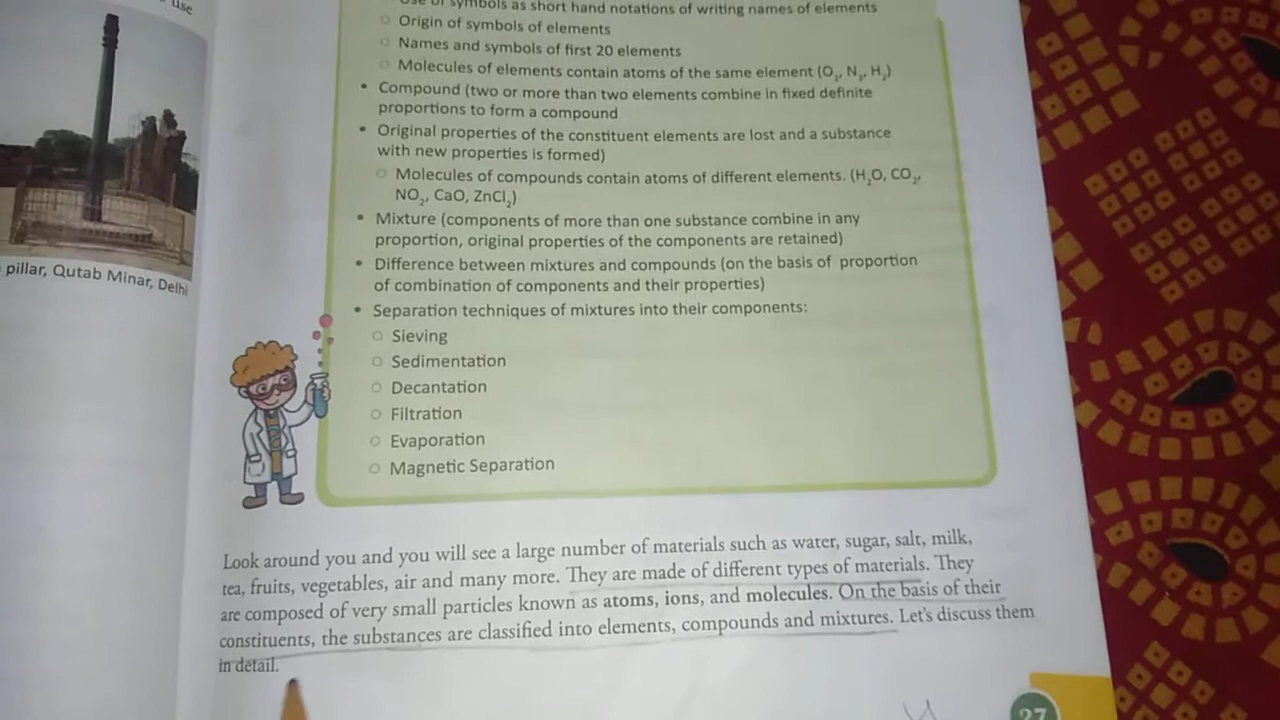 use
pillar, Qutab Minar, Delhi
Use of symbols as short hand notations of writing names of elements
○ Origin of symbols of elements
○ Names and symbols of first 20 elements
○ Molecules of elements contain atoms of the same element (O₂, N₂, H₂)
• Compound (two or more than two elements combine in fixed definite
proportions to form a compound
• Original properties of the constituent elements are lost and a substance
with new properties is formed)
○ Molecules of compounds contain atoms of different elements. (H₂O, CO₂,
NO₂, CaO, ZnCl₂)
• Mixture (components of more than one substance combine in any
proportion, original properties of the components are retained)
• Difference between mixtures and compounds (on the basis of proportion
of combination of components and their properties)
• Separation techniques of mixtures into their components:
○ Sieving
○ Sedimentation
○ Decantation
○ Filtration
○ Evaporation
○ Magnetic Separation
Look around you and you will see a large number of materials such as water, sugar, salt, milk,
tea, fruits, vegetables, air and many more. They are made of different types of materials. They
are composed of very small particles known as atoms, ions, and molecules. On the basis of their
constituents, the substances are classified into elements, compounds and mixtures. Let's discuss them
in detail.
27